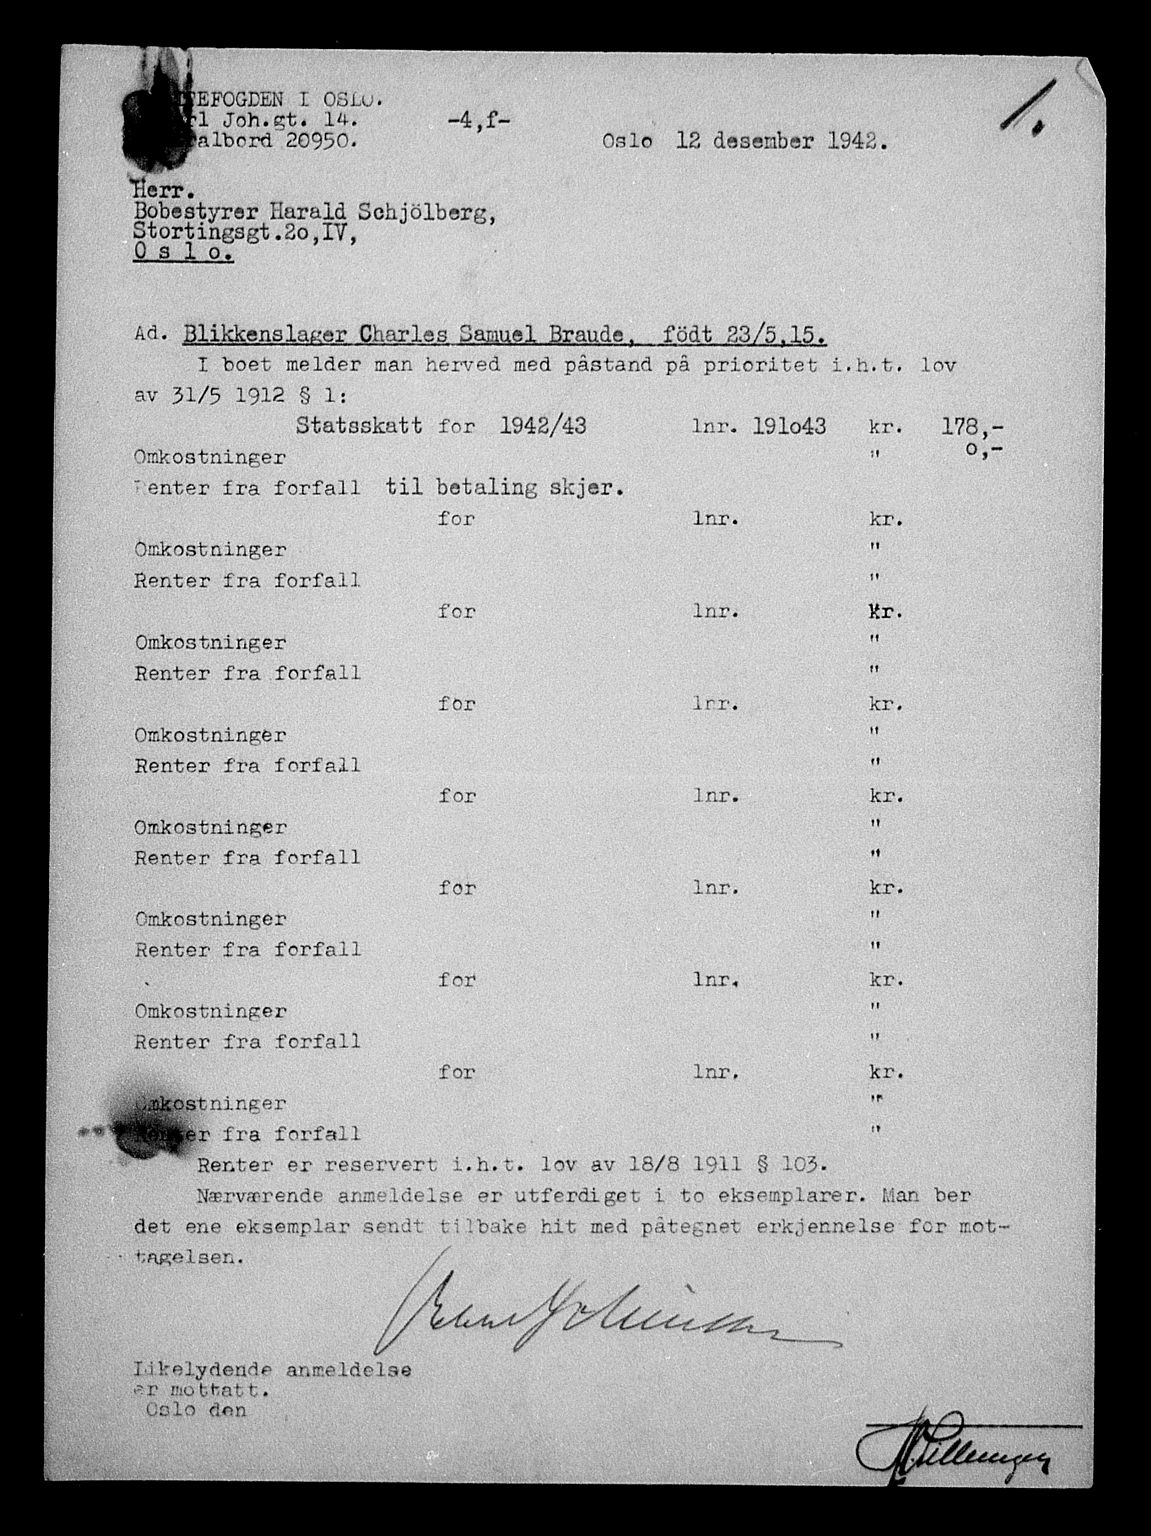 TEFOGDEN I OSLO.
rl Joh.gt. 14. -4,f-
albord 20950. Oslo 12 desember 1942.
1.
Herr.
Bobestyrer Harald Schjölberg,
Stortingsgt.2o,IV,
O s l o.
Ad. Blikkenslager Charles Samuel Braude, födt 23/5,15.
I boet melder man herved med påstand på prioritet i.h.t. lov
av 31/5 1912 § 1:
Statsskatt for 1942/43 lnr. 191o43 kr. 178,-
Omkostninger " o,-
Renter fra forfall til betaling skjer.
for lnr. kr.
Omkostninger "
Renter fra forfall "
for lnr. kr.
Omkostninger "
Renter fra forfall "
for lnr. kr.
Omkostninger "
Renter fra forfall "
for lnr. kr.
Omkostninger "
Renter fra forfall "
for lnr. kr.
Omkostninger "
Renter fra forfall "
for lnr. kr.
Omkostninger "
Renter fra forfall "
for lnr. kr.
Omkostninger "
Renter fra forfall "
Renter er reservert i.h.t. lov av 18/8 1911 § 103.
Nærværende anmeldelse er utferdiget i to eksemplarer. Man ber
det ene eksemplar sendt tilbake hit med påtegnet erkjennelse for mot-
tagelsen.
Likelydende anmeldelse
er mottatt.
Oslo den